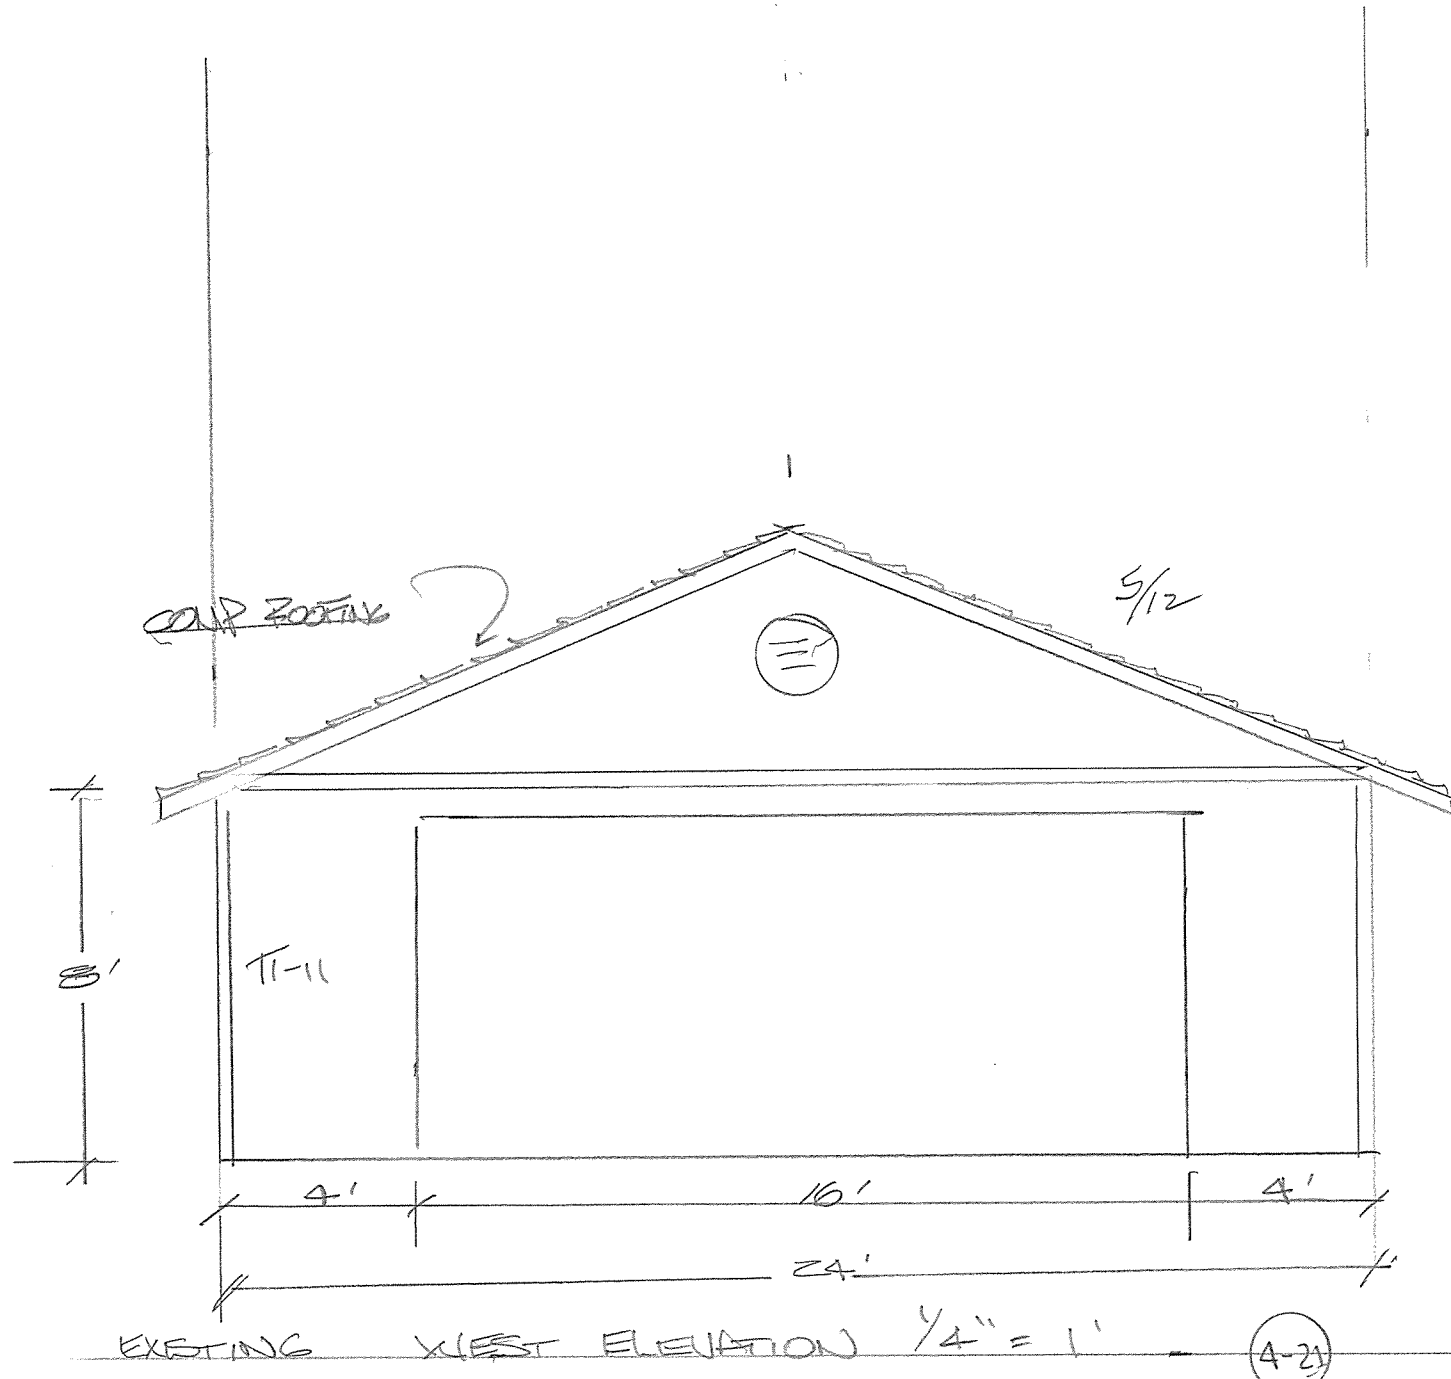 COMP ROOFING
5/12
8'
T1-11
4' 16' 4'
24'
EXISTING WEST ELEVATION 1/4" = 1'
4-21